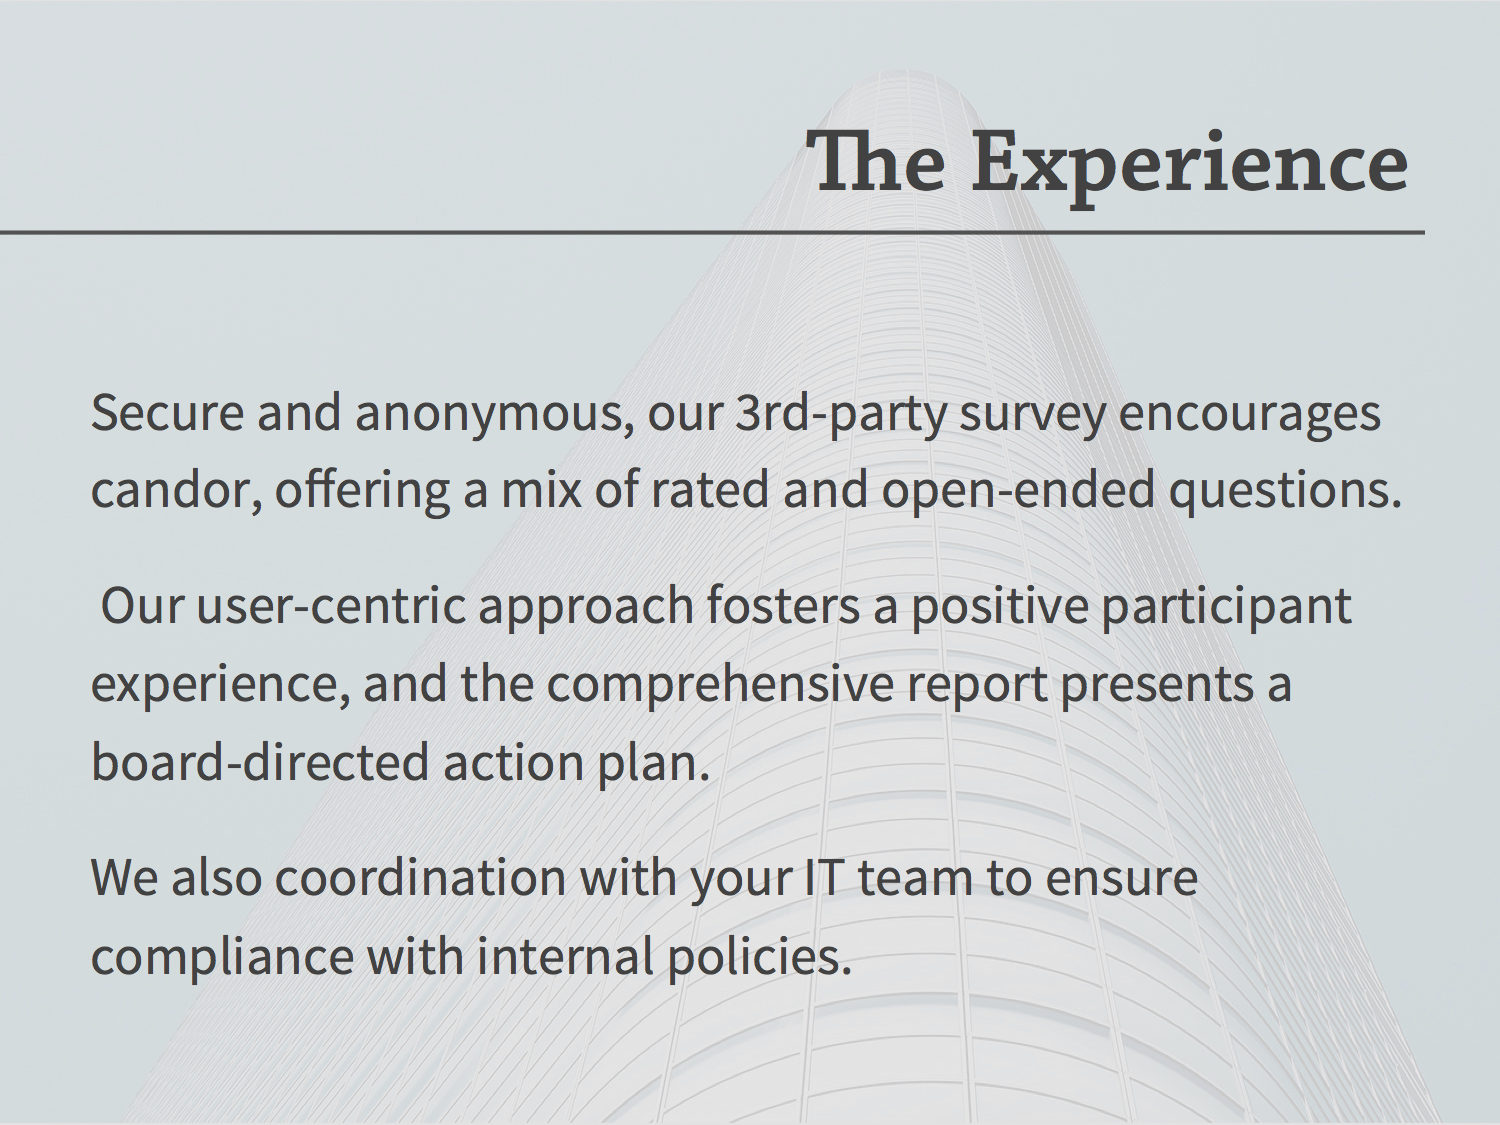 The Experience
Secure and anonymous, our 3rd-party survey encourages
candor, offering a mix of rated and open-ended questions.
Our user-centric approach fosters a positive participant
experience, and the comprehensive report presents a
board-directed action plan.
We also coordination with your IT team to ensure
compliance with internal policies.